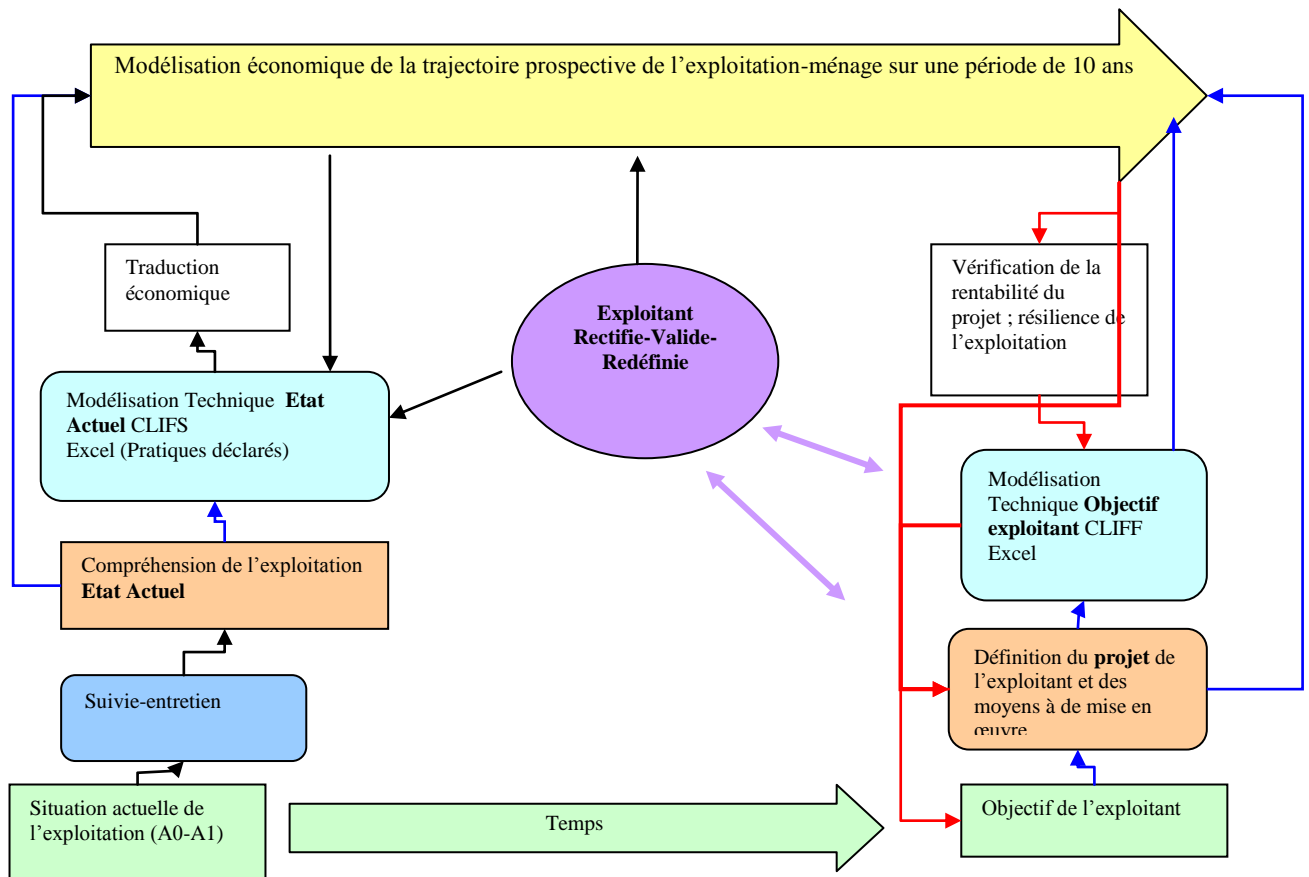 Modélisation économique de la trajectoire prospective de l’exploitation-ménage sur une période de 10 ans
Traduction
économique
Exploitant
Rectifie-Valide-
Redéfinie
Vérification de la
rentabilité du
projet ; résilience de
l’exploitation
Modélisation Technique Etat
Actuel CLIFS
Excel (Pratiques déclarés)
Modélisation
Technique Objectif
exploitant CLIFF
Excel
Compréhension de l’exploitation
Etat Actuel
Définition du projet de
l’exploitant et des
moyens à de mise en
œuvre
Suivie-entretien
Situation actuelle de
l’exploitation (A0-A1)
Temps
Objectif de l’exploitant